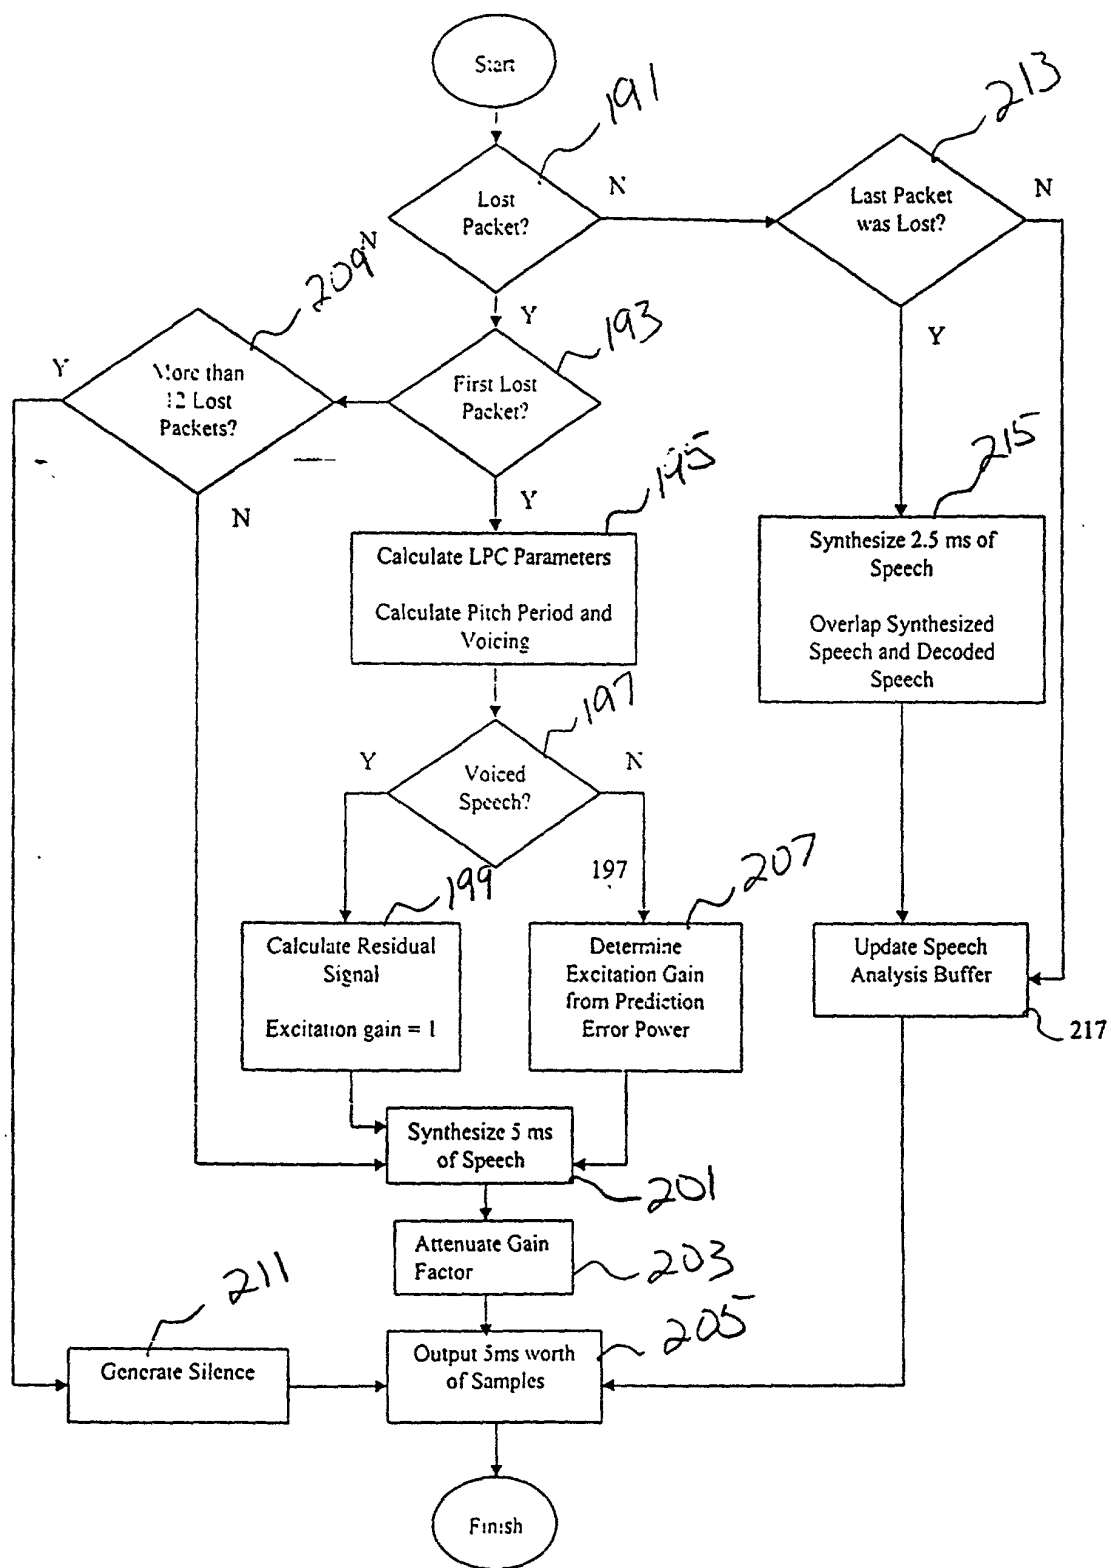 Start
191
213
Lost
Packet?
N
Last Packet
was Lost?
N
209
N
Y
193
Y
Y
More than
12 Lost
Packets?
First Lost
Packet?
195
215
N
Y
Calculate LPC Parameters
Calculate Pitch Period and
Voicing
Synthesize 2.5 ms of
Speech
Overlap Synthesized
Speech and Decoded
Speech
197
Y
Voiced
Speech?
N
199
197
207
Calculate Residual
Signal
Excitation gain = 1
Determine
Excitation Gain
from Prediction
Error Power
Update Speech
Analysis Buffer
217
Synthesize 5 ms
of Speech
201
Attenuate Gain
Factor
203
211
205
Generate Silence
Output 5ms worth
of Samples
Finish